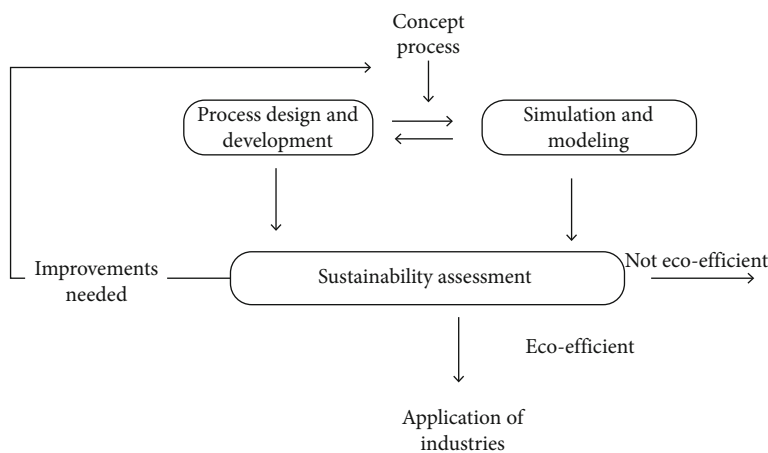 Concept
process
Process design and
development
Simulation and
modeling
Improvements
needed
Sustainability assessment
Not eco-efficient
Eco-efficient
Application of
industries